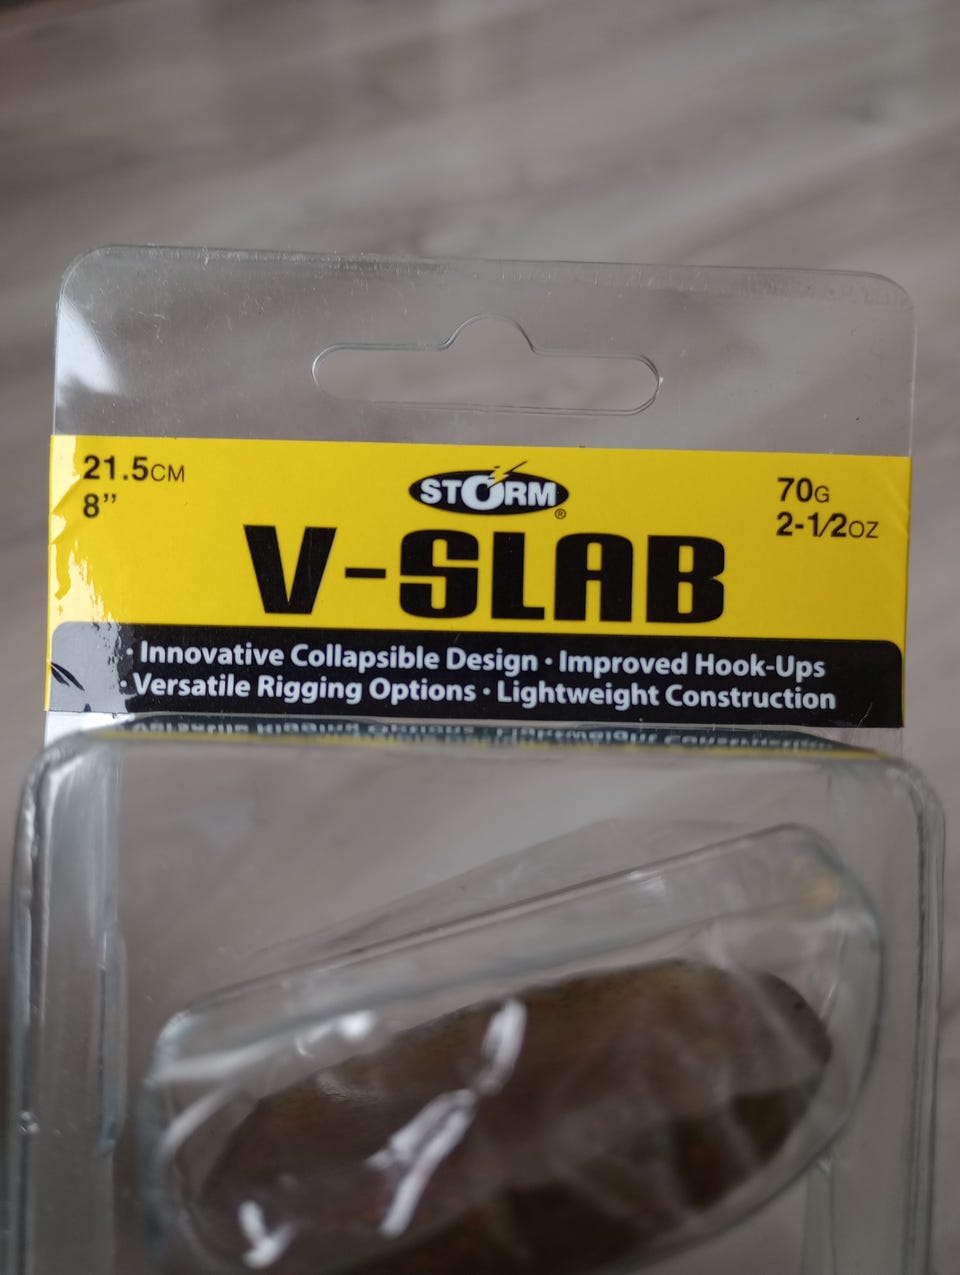 21.5CM
8”
STORM®
70G
2-1/2OZ
V-SLAB
· Innovative Collapsible Design · Improved Hook-Ups
· Versatile Rigging Options · Lightweight Construction